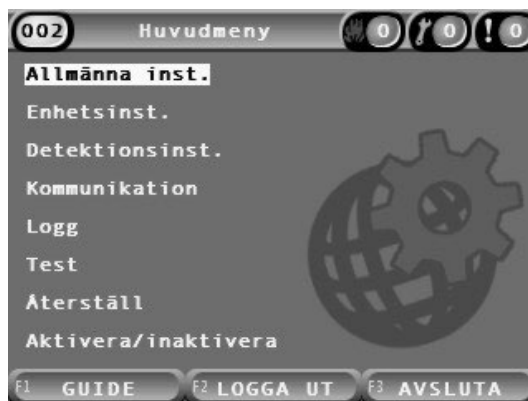 002 Huvudmeny 0 0 ! 0
Allmänna inst.
Enhetsinst.
Detektionsinst.
Kommunikation
Logg
Test
Återställ
Aktivera/inaktivera
F1 GUIDE F2 LOGGA UT F3 AVSLUTA